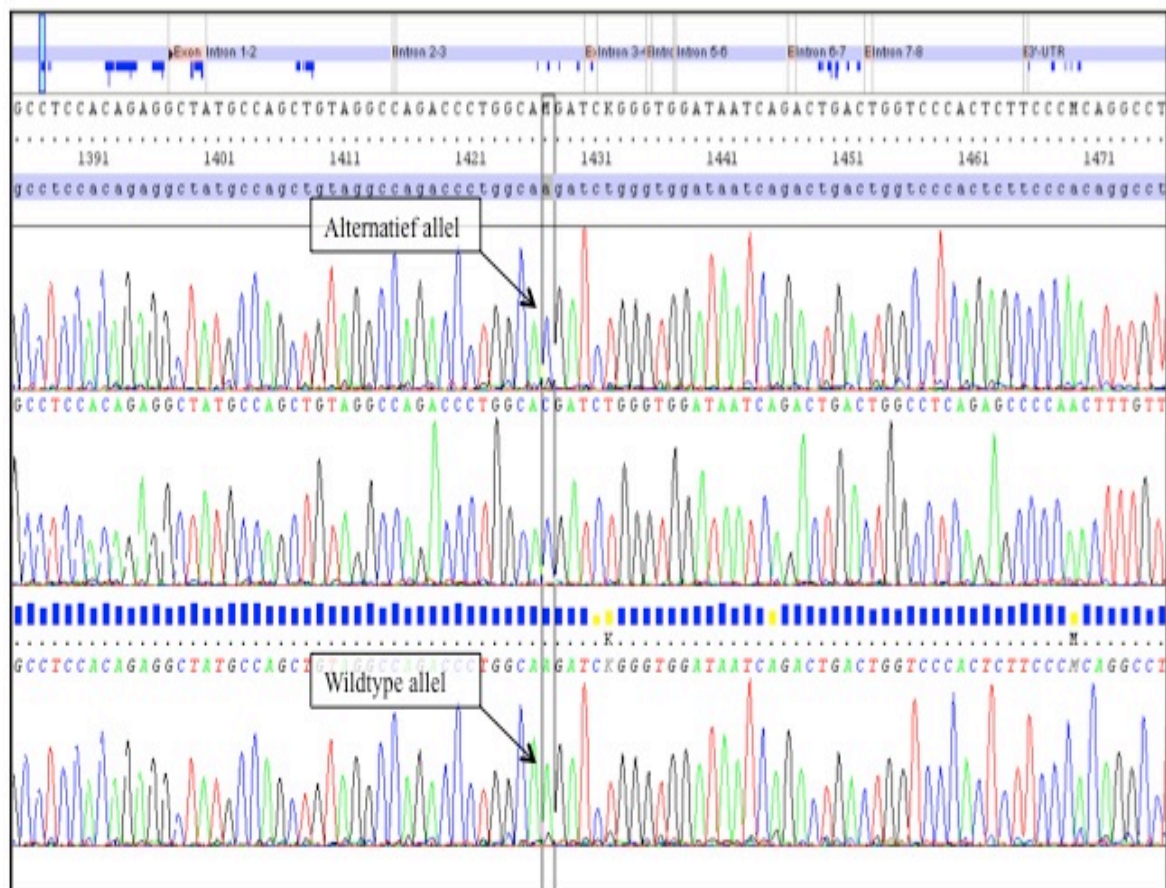 Exon Intron 1-2 Intron 2-3 Intron 3-4 Intron 5-6 Intron 6-7 Intron 7-8 3'-UTR
GCCTCCACAGAGGCTATGCCAGCTGTAGGCCAGACCCTGGCAMGATCKGGGTGGATAATCAGACTGACTGGTCCCACTCTTCCCMCAGGCCT
1391 1401 1411 1421 1431 1441 1451 1461 1471
gcctccacagaggctatgccagctgtaggccagaccctggcaagatctgggtggataatcagactgactggtcccactcttcccacaggcct
Alternatief allel
GCCTCCACAGAGGCTATGCCAGCTGTAGGCCAGACCCTGGCACGATCTGGGTGGATAATCAGACTGACTGGCCTCAGAGCCCCAACTTTGTT
K M
GCCTCCACAGAGGCTATGCCAGCTGTAGGCCAGACCCTGGCAAGATCKGGGTGGATAATCAGACTGACTGGTCCCACTCTTCCCMCAGGCCT
Wildtype allel